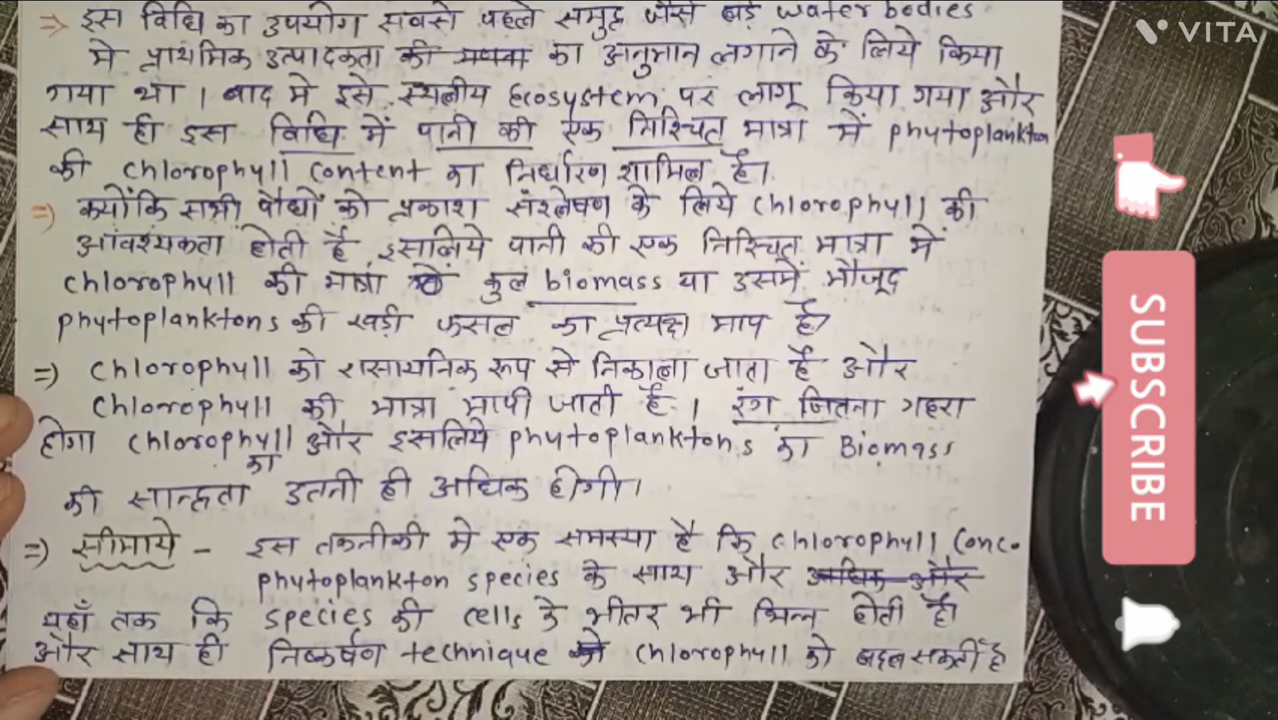 ⇒ इस विधि का उपयोग सबसे पहले समुद्र जैसे बड़े water bodies
मे प्राथमिक उत्पादकता की का अनुमान लगाने के लिये किया
गया था। बाद मे इसे स्थलीय Ecosystem पर लागू किया गया और
साथ ही इस विधि में पानी की एक निश्चित मात्रा में phytoplankton
की chlorophyll content का निर्धारण शामिल है।
⇒ क्योंकि सभी पौधों को प्रकाश संश्लेषण के लिये chlorophyll की
आवश्यकता होती है इसलिये पानी की एक निश्चित मात्रा में
chlorophyll की मात्रा कुल biomass या उसमें मौजूद
phytoplanktons की खड़ी फसल का प्रत्यक्ष माप है।
⇒ chlorophyll को रासायनिक रूप से निकाला जाता है और
chlorophyll की मात्रा मापी जाती है। रंग जितना गहरा
होगा chlorophyll और इसलिये phytoplanktons का Biomass
का
की सान्द्रता उतनी ही अधिक होगी।
⇒ सीमाये - इस तकनीकी मे एक समस्या है कि chlorophyll Conc.
phytoplankton species के साथ और अधिक और
यहाँ तक कि species की cells के भीतर भी भिन्न होती है।
और साथ ही निष्कर्षण technique chlorophyll को बदल सकती है
VITA
SUBSCRIBE